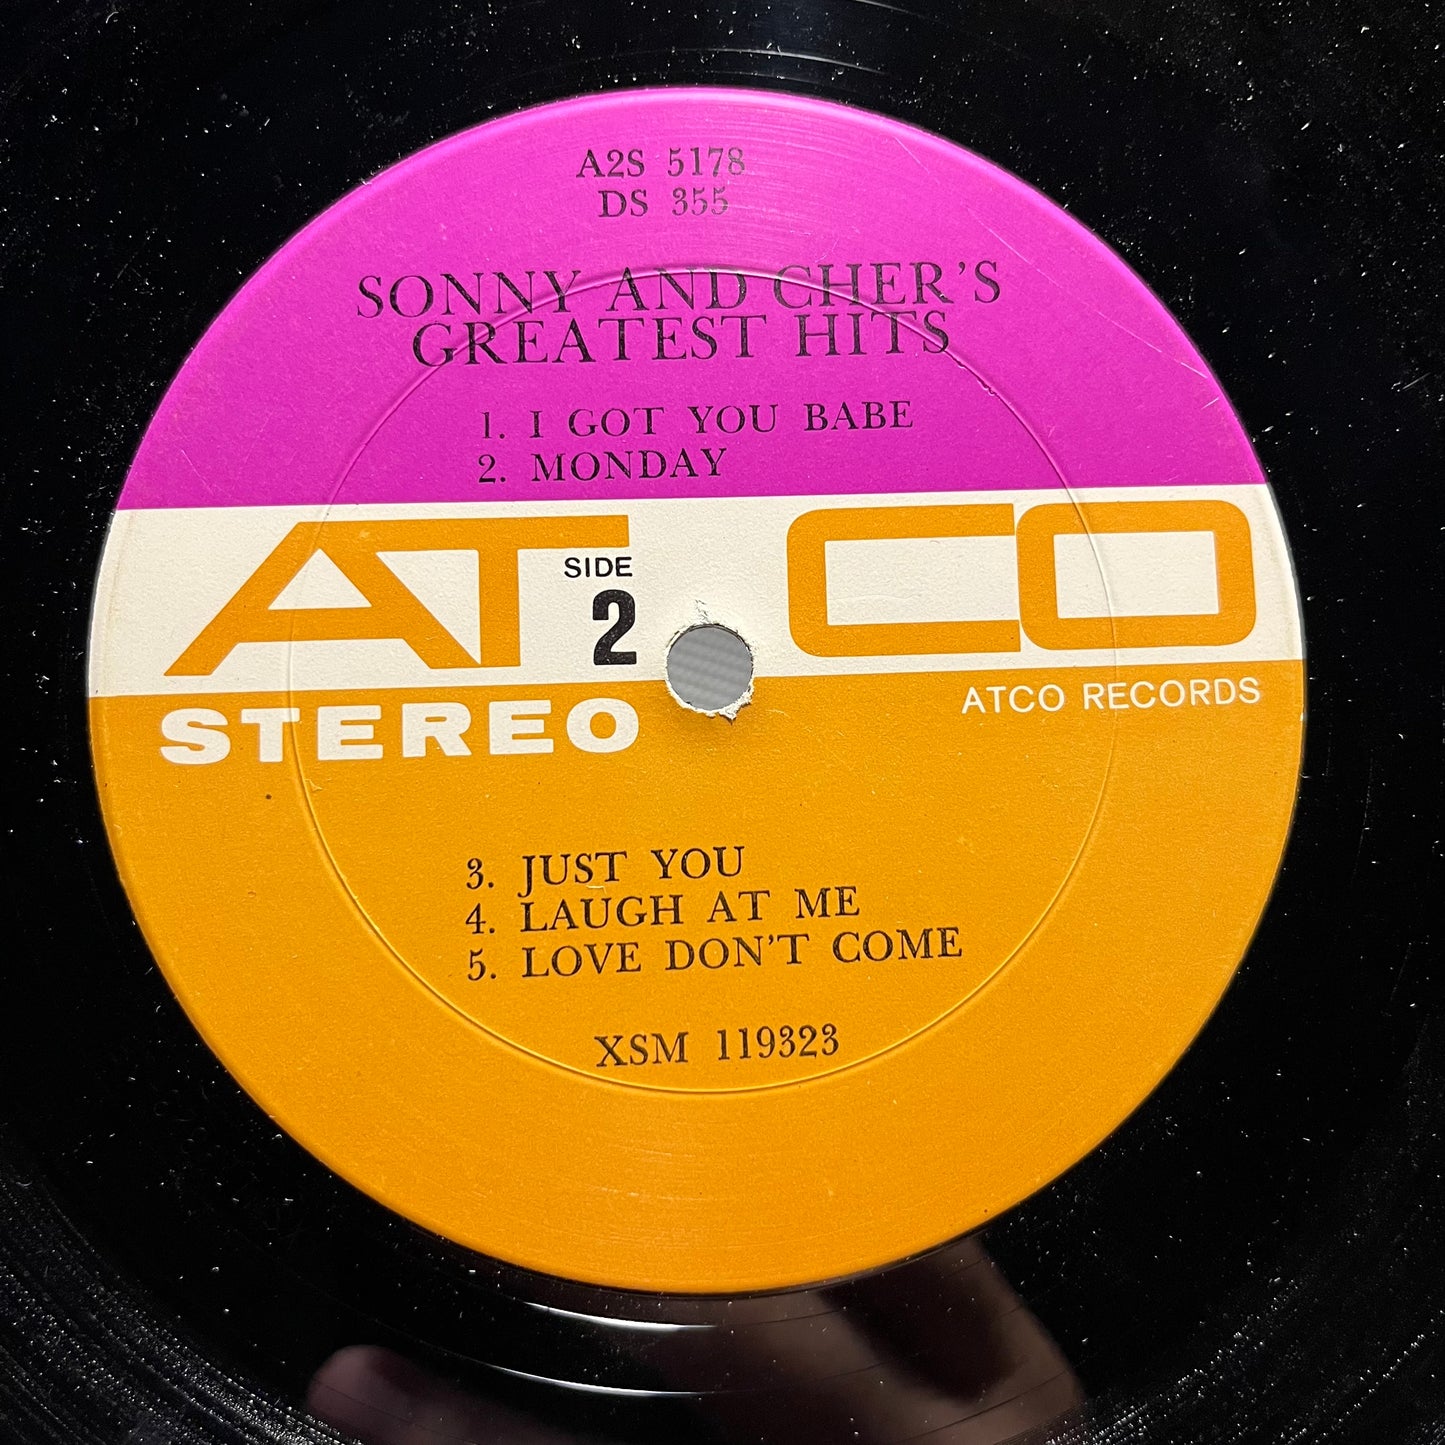 A2S 5178
DS 355
SONNY AND CHER'S
GREATEST HITS
1. I GOT YOU BABE
2. MONDAY
ATCO
SIDE
2
STEREO
ATCO RECORDS
3. JUST YOU
4. LAUGH AT ME
5. LOVE DON'T COME
XSM 119323